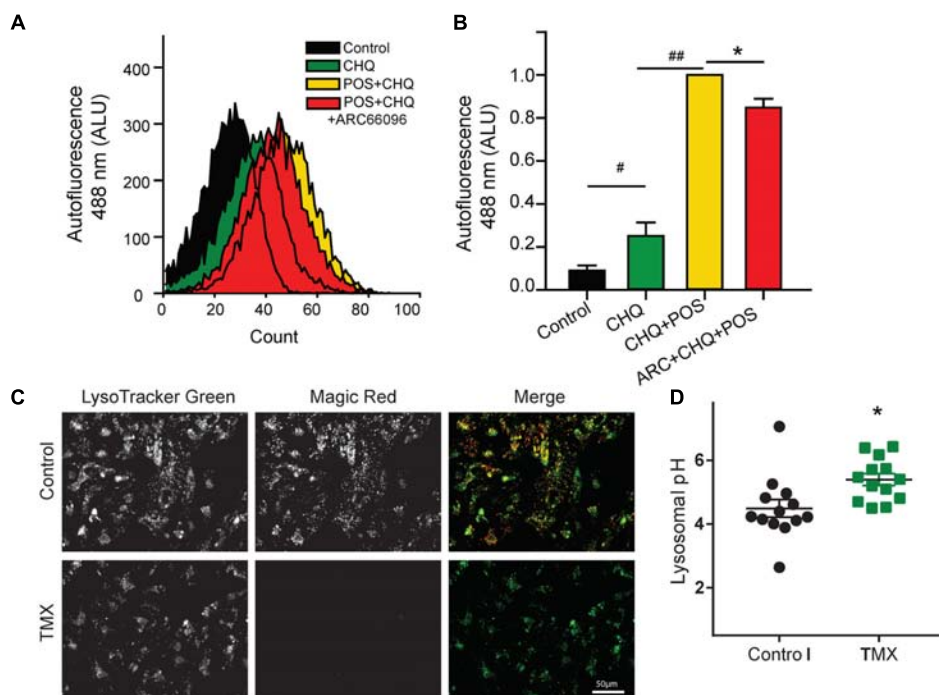 A
Control
CHQ
POS+CHQ
POS+CHQ
+ARC66096
Autofluorescence
488 nm (ALU)
400
300
200
100
0
0
20
40
60
80
100
Count
B
##
*
#
Autofluorescence
488 nm (ALU)
1.0
0.8
0.6
0.4
0.2
0.0
Control
CHQ
CHQ+POS
ARC+CHQ+POS
C
LysoTracker Green
Magic Red
Merge
Control
TMX
50µm
D
*
Lysosomal pH
6
4
2
Contro l
TMX